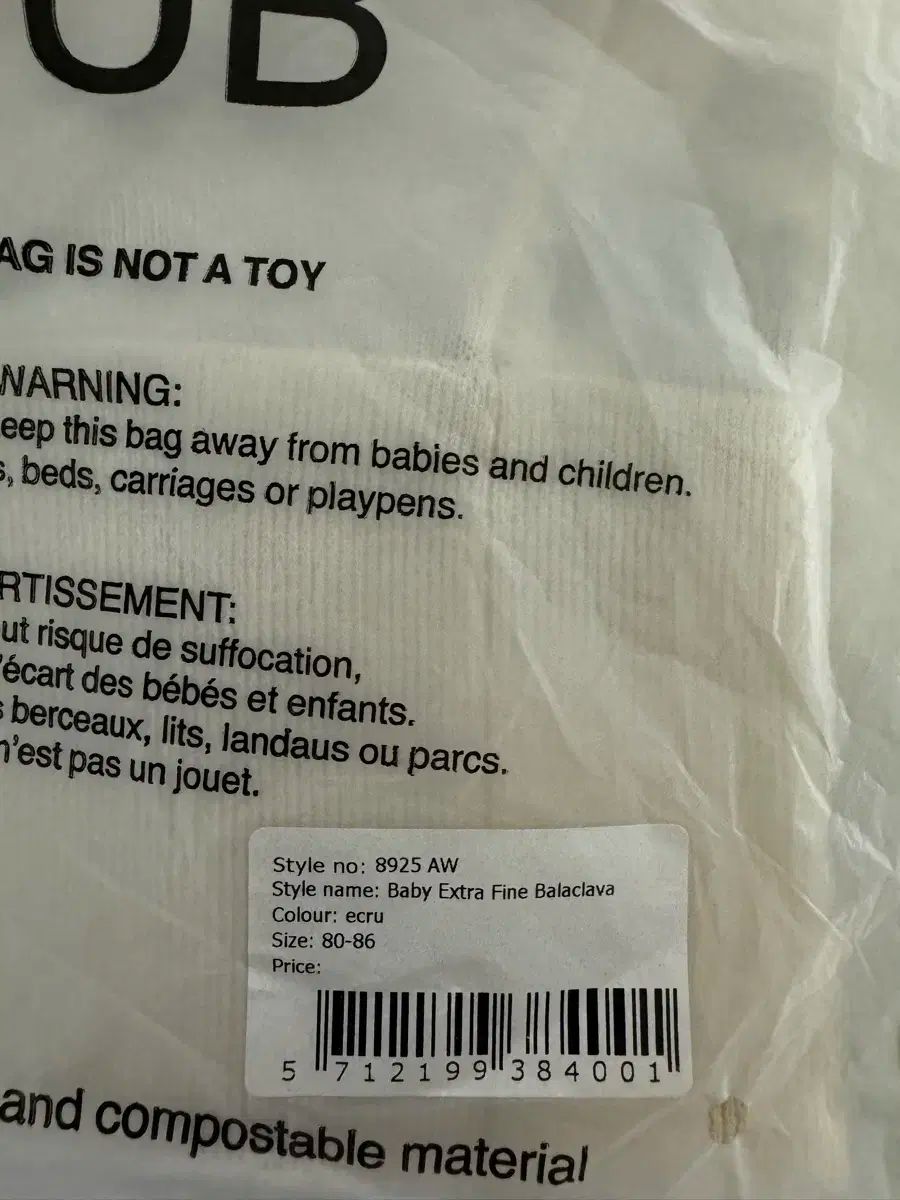 UB
AG IS NOT A TOY
WARNING:
eep this bag away from babies and children.
s, beds, carriages or playpens.
RTISSEMENT:
ut risque de suffocation,
'écart des bébés et enfants.
s berceaux, lits, landaus ou parcs.
n'est pas un jouet.
Style no: 8925 AW
Style name: Baby Extra Fine Balaclava
Colour: ecru
Size: 80-86
Price:
5 712199 384001
and compostable material